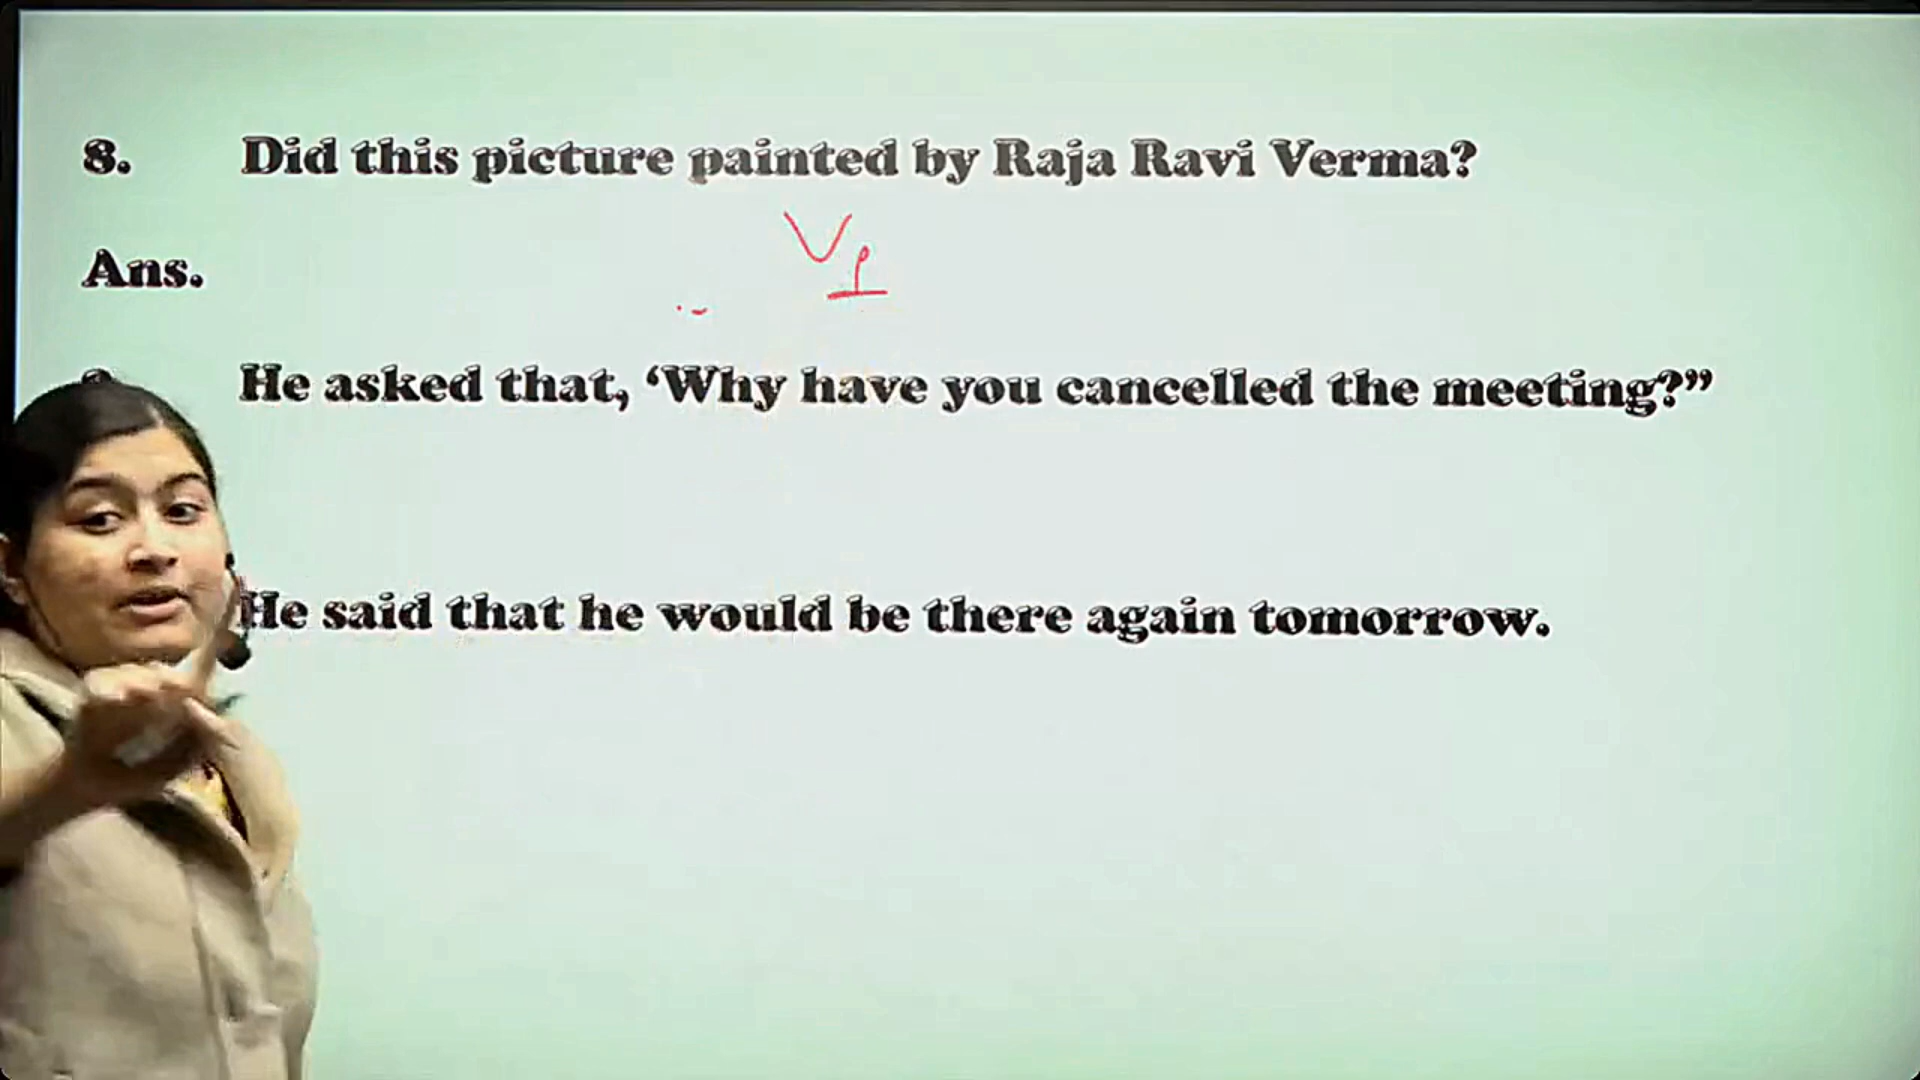 8. Did this picture painted by Raja Ravi Verma?
Vp
Ans.
He asked that, ‘Why have you cancelled the meeting?”
He said that he would be there again tomorrow.